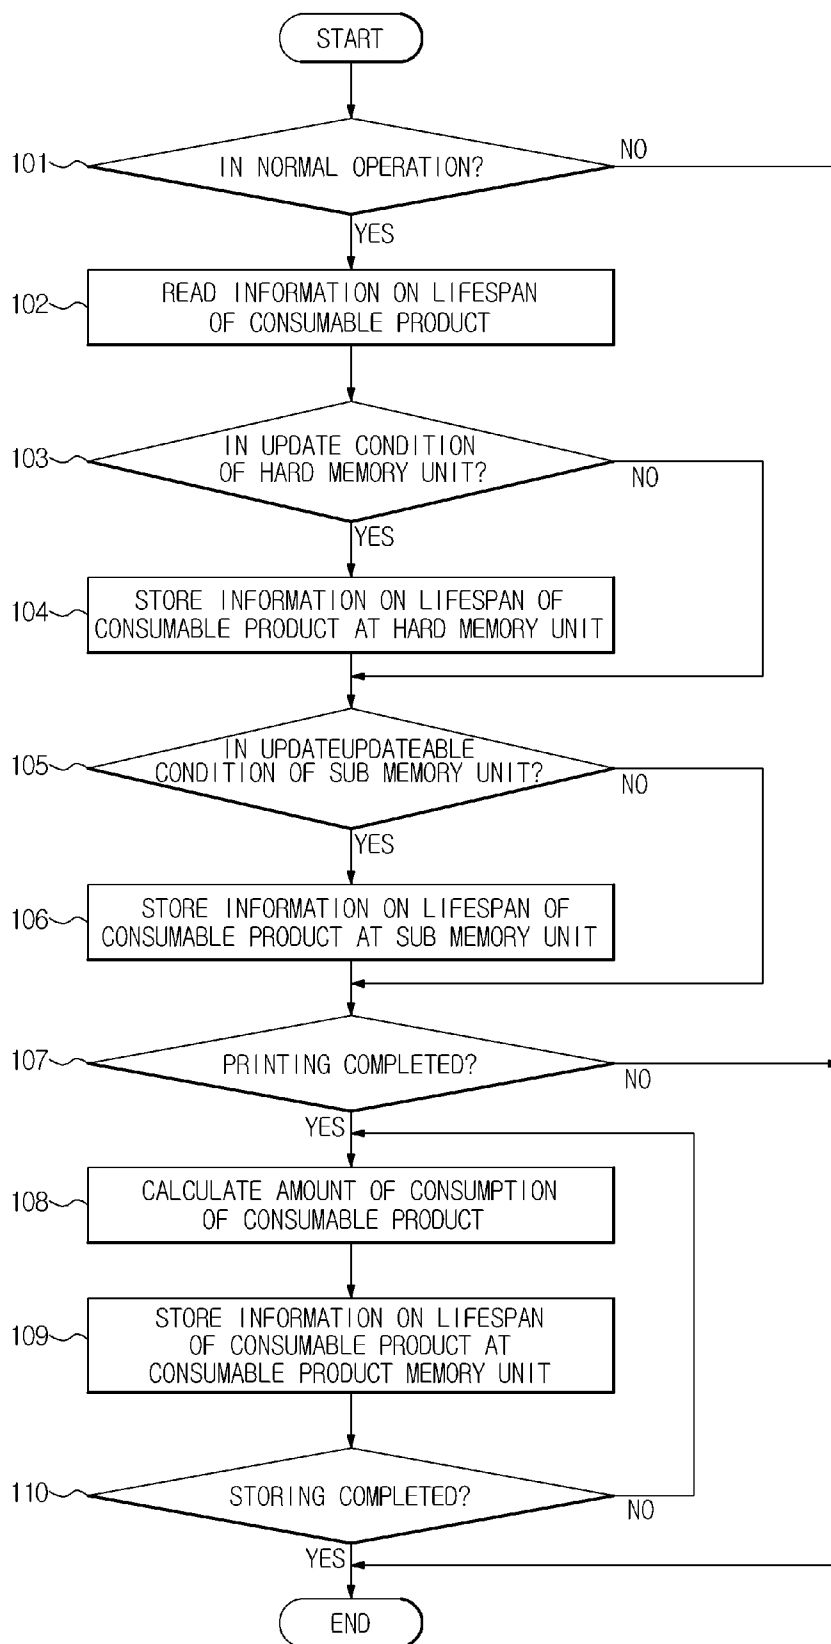 START
101
IN NORMAL OPERATION?
NO
YES
102
READ INFORMATION ON LIFESPAN
OF CONSUMABLE PRODUCT
103
IN UPDATE CONDITION
OF HARD MEMORY UNIT?
NO
YES
104
STORE INFORMATION ON LIFESPAN OF
CONSUMABLE PRODUCT AT HARD MEMORY UNIT
105
IN UPDATEUPDATEABLE
CONDITION OF SUB MEMORY UNIT?
NO
YES
106
STORE INFORMATION ON LIFESPAN OF
CONSUMABLE PRODUCT AT SUB MEMORY UNIT
107
PRINTING COMPLETED?
NO
YES
108
CALCULATE AMOUNT OF CONSUMPTION
OF CONSUMABLE PRODUCT
109
STORE INFORMATION ON LIFESPAN
OF CONSUMABLE PRODUCT AT
CONSUMABLE PRODUCT MEMORY UNIT
110
STORING COMPLETED?
NO
YES
END